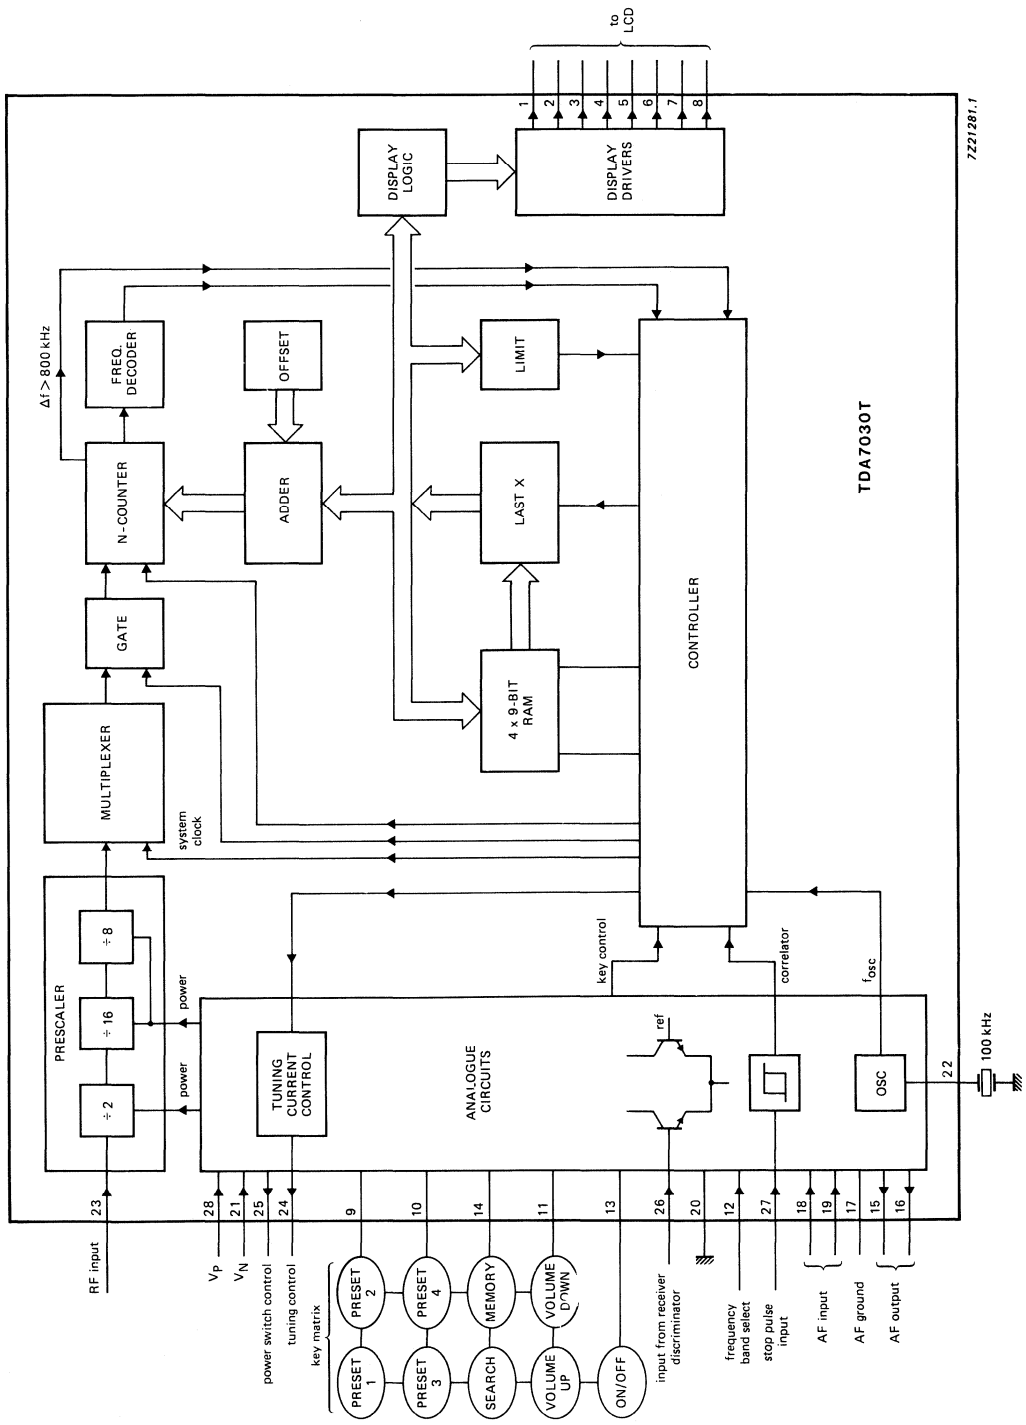 to
LCD
1
2
3
4
5
6
7
8
7Z21281.1
DISPLAY
LOGIC
DISPLAY
DRIVERS
Δf > 800 kHz
FREQ.
DECODER
OFFSET
LIMIT
N-COUNTER
ADDER
LAST X
TDA7030T
GATE
4 x 9-BIT
RAM
CONTROLLER
MULTIPLEXER
system
clock
PRESCALER
÷ 8
÷ 16
÷ 2
power
power
key control
correlator
fosc
TUNING
CURRENT
CONTROL
ANALOGUE
CIRCUITS
ref
OSC
22
100 kHz
23
28
21
25
24
9
10
14
11
13
26
20
12
27
18
19
17
15
16
RF input
VP
VN
power switch control
tuning control
key matrix
PRESET
2
PRESET
4
MEMORY
VOLUME
DOWN
PRESET
1
PRESET
3
SEARCH
VOLUME
UP
ON/OFF
input from receiver
discriminator
frequency
band select
stop pulse
input
AF input
AF ground
AF output